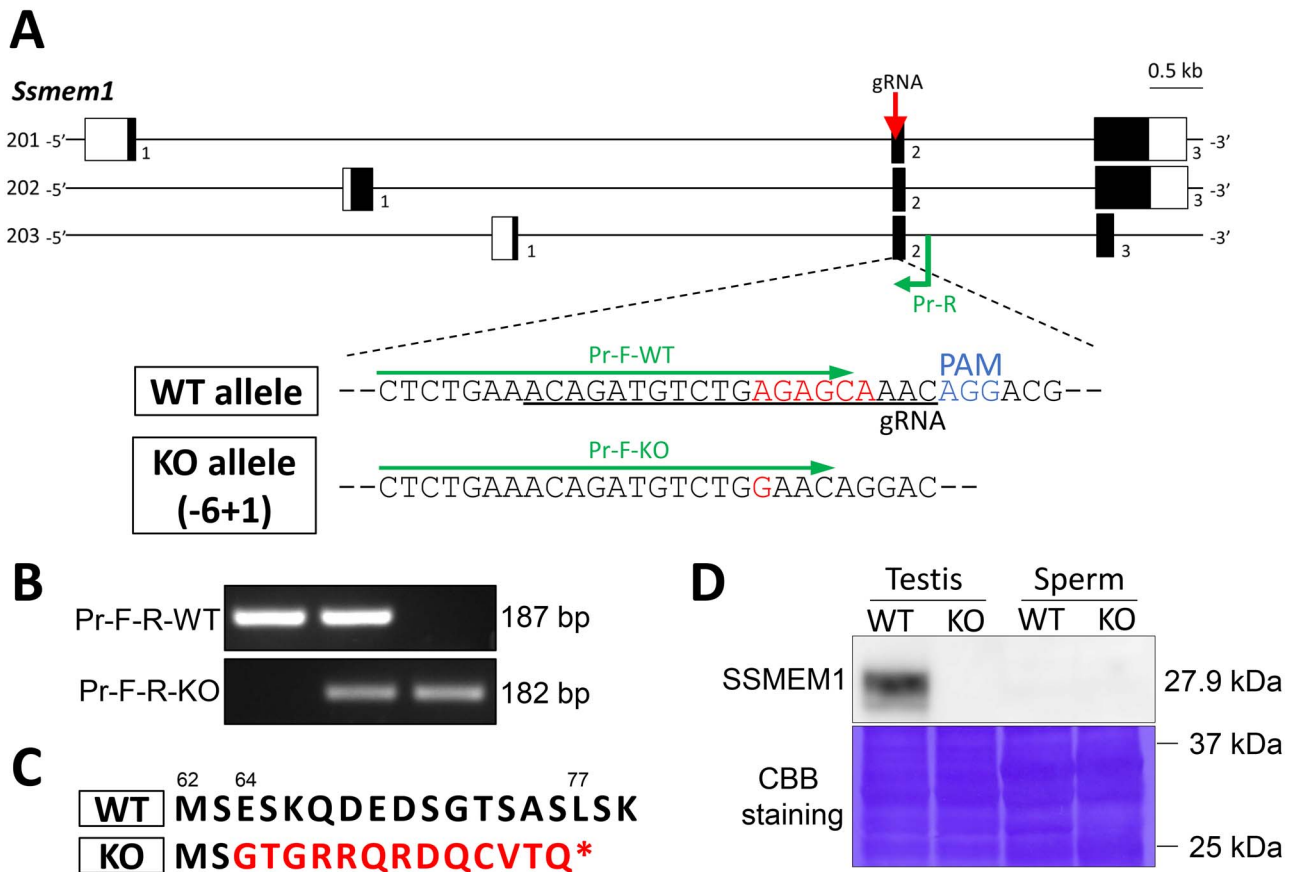 A
Ssmem1
gRNA
0.5 kb
201 -5' 1 2 3 -3'
202 -5' 1 2 3 -3'
203 -5' 1 2 3 -3'
Pr-R
Pr-F-WT
PAM
WT allele
--CTCTGAAACAGATGTCTGAGAGCAAACAGGACG--
gRNA
Pr-F-KO
KO allele
(-6+1)
--CTCTGAAACAGATGTCTGGAACAGGAC--
B
Pr-F-R-WT 187 bp
Pr-F-R-KO 182 bp
C
62 64 77
WT MSESKQDEDSGTSASLSK
KO MSGTGRRQRDQCVTQ*
D
Testis Sperm
WT KO WT KO
SSMEM1 27.9 kDa
37 kDa
CBB
staining
25 kDa